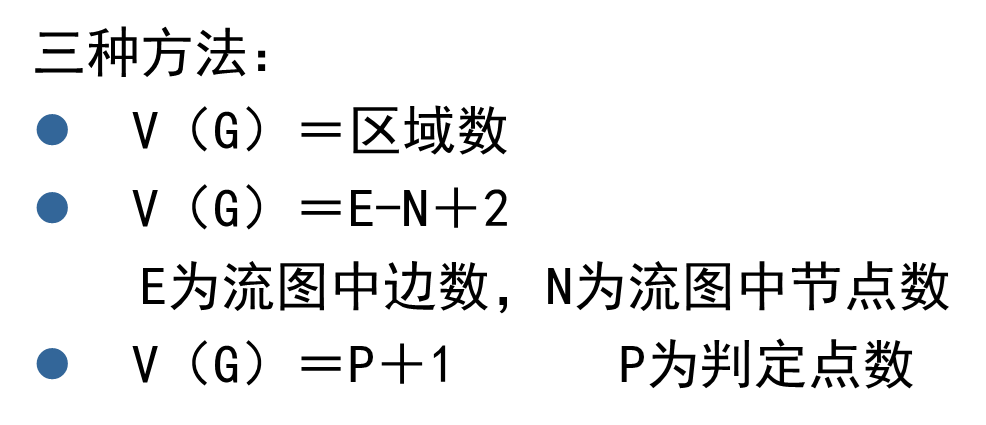 三种方法：
● V（G）＝区域数
● V（G）＝E-N＋2
E为流图中边数，N为流图中节点数
● V（G）＝P＋1 P为判定点数